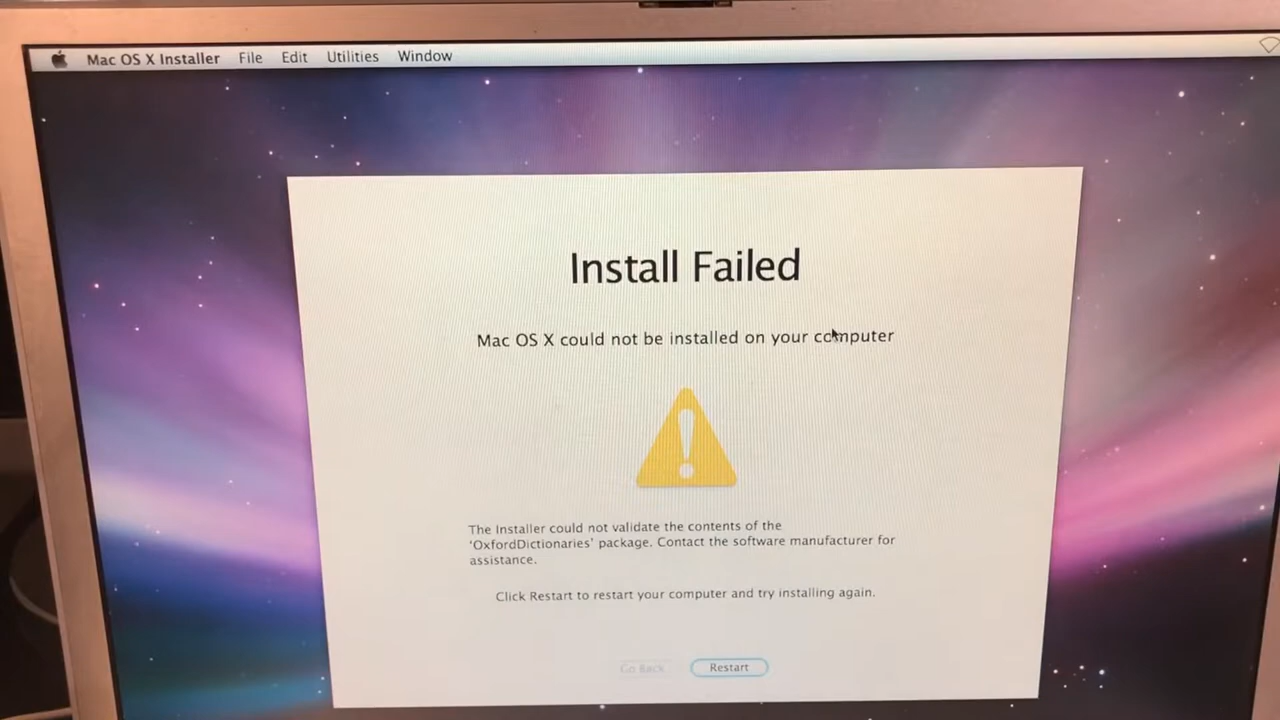 Mac OS X Installer File Edit Utilities Window
Install Failed
Mac OS X could not be installed on your computer
The Installer could not validate the contents of the
'OxfordDictionaries' package. Contact the software manufacturer for
assistance.
Click Restart to restart your computer and try installing again.
Go Back Restart